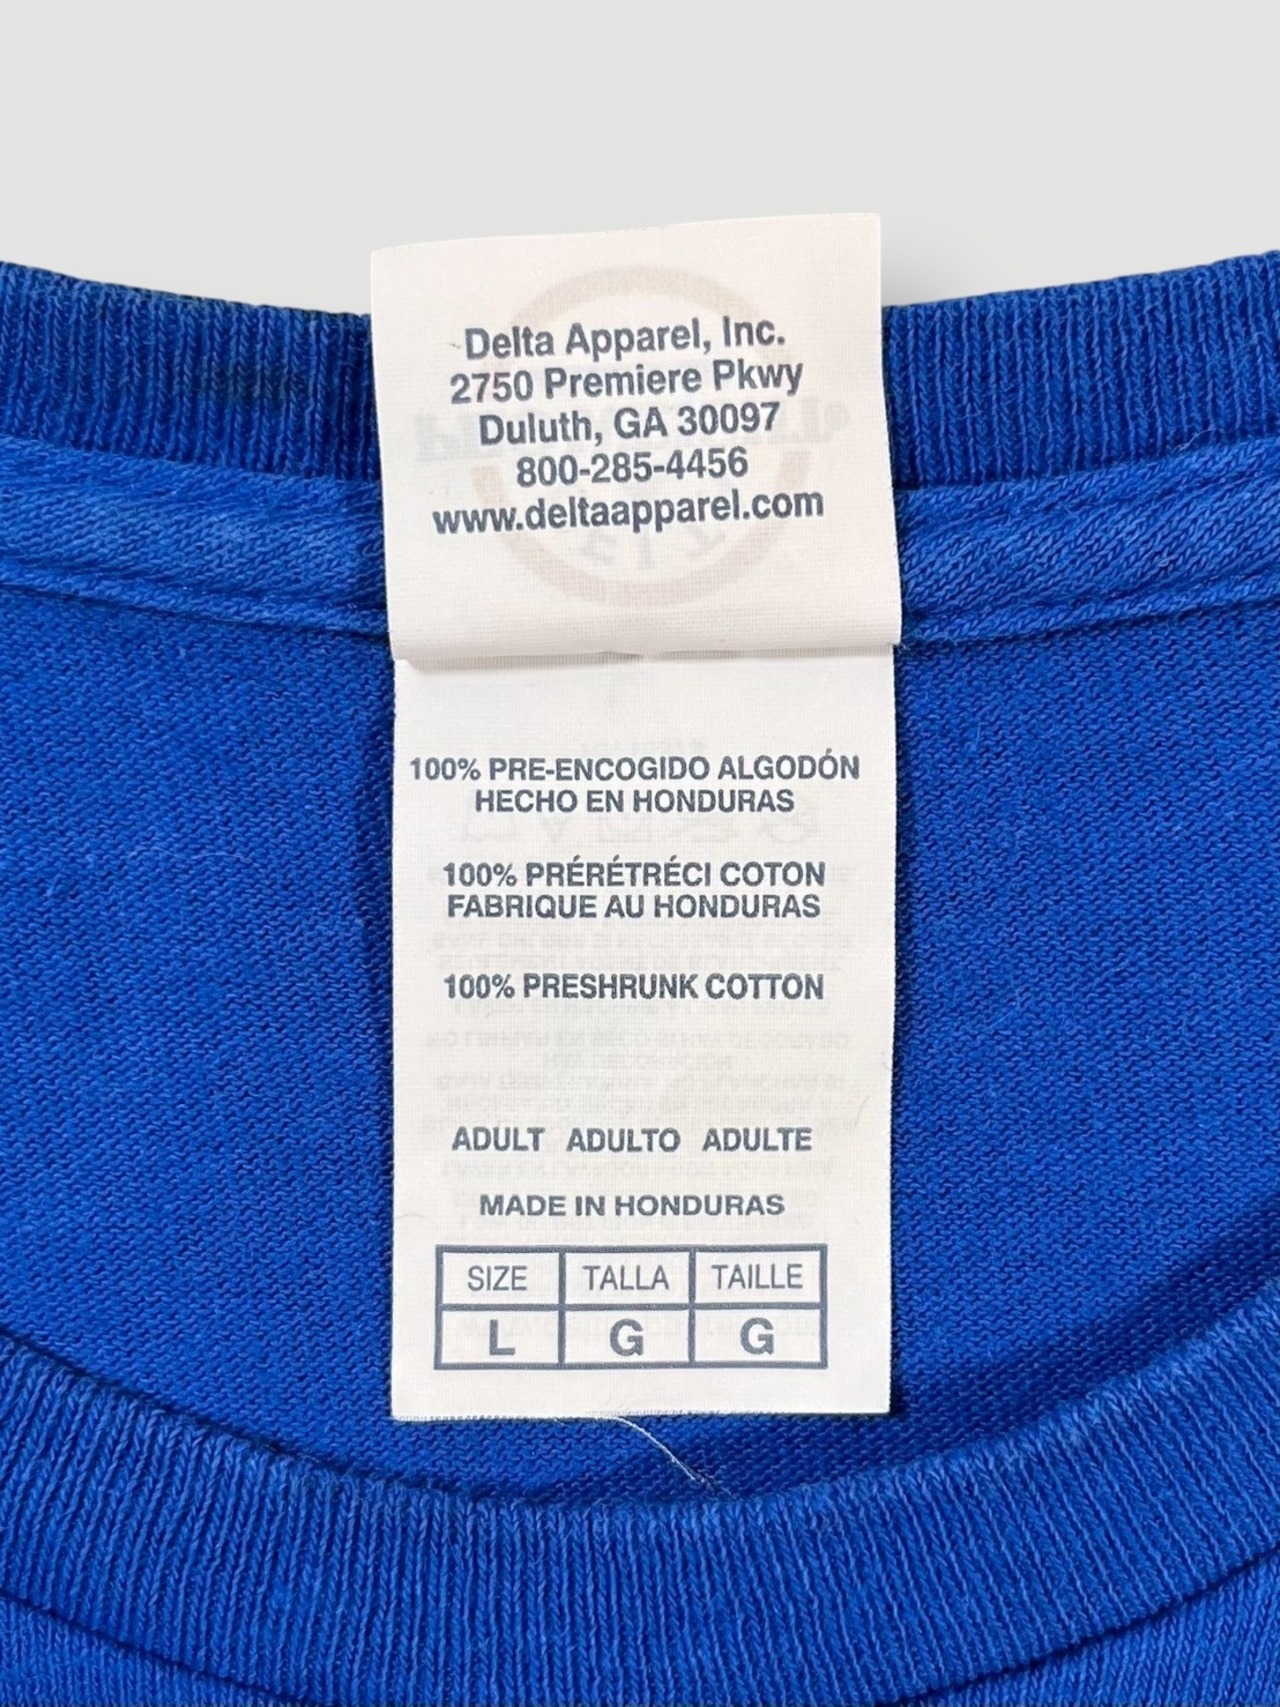 Delta Apparel, Inc.
2750 Premiere Pkwy
Duluth, GA 30097
800-285-4456
www.deltaapparel.com
100% PRE-ENCOGIDO ALGODÓN
HECHO EN HONDURAS
100% PRÉRÉTRÉCI COTON
FABRIQUE AU HONDURAS
100% PRESHRUNK COTTON
ADULT ADULTO ADULTE
MADE IN HONDURAS
SIZE TALLA TAILLE
L G G